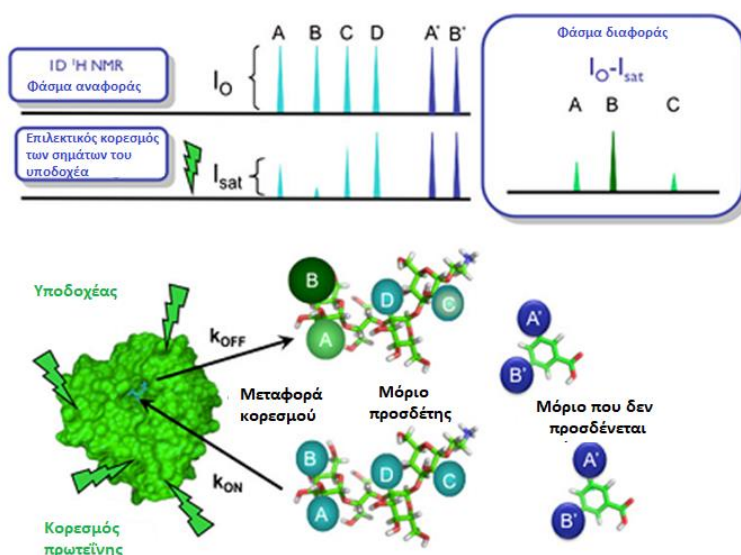 A B C D A' B'
1D ¹H NMR
Φάσμα αναφοράς
I₀
Επιλεκτικός κορεσμός
των σημάτων του
υποδοχέα
Iₛₐₜ
Φάσμα διαφοράς
I₀-Iₛₐₜ
A B C
Υποδοχέας
kOFF
kON
Κορεσμός
πρωτεΐνης
Μεταφορά
κορεσμού
B
D
C
A
Μόριο
προσδέτης
B
D
C
A
A'
B'
Μόριο που δεν
προσδένεται
A'
B'